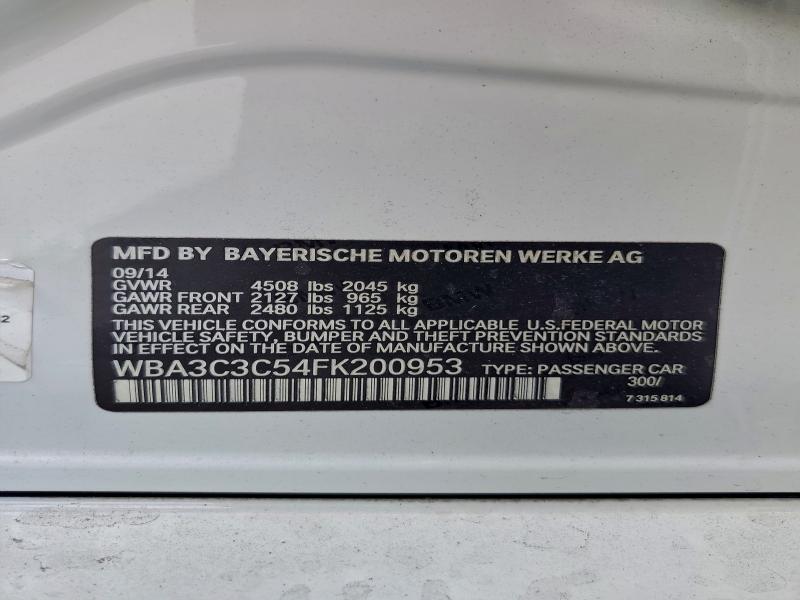 MFD BY BAYERISCHE MOTOREN WERKE AG
09/14
GVWR 4508 lbs 2045 kg
GAWR FRONT 2127 lbs 965 kg
GAWR REAR 2480 lbs 1125 kg
THIS VEHICLE CONFORMS TO ALL APPLICABLE U.S.FEDERAL MOTOR
VEHICLE SAFETY, BUMPER AND THEFT PREVENTION STANDARDS
IN EFFECT ON THE DATE OF MANUFACTURE SHOWN ABOVE.
WBA3C3C54FK200953 TYPE: PASSENGER CAR
300/
7 315 814
2